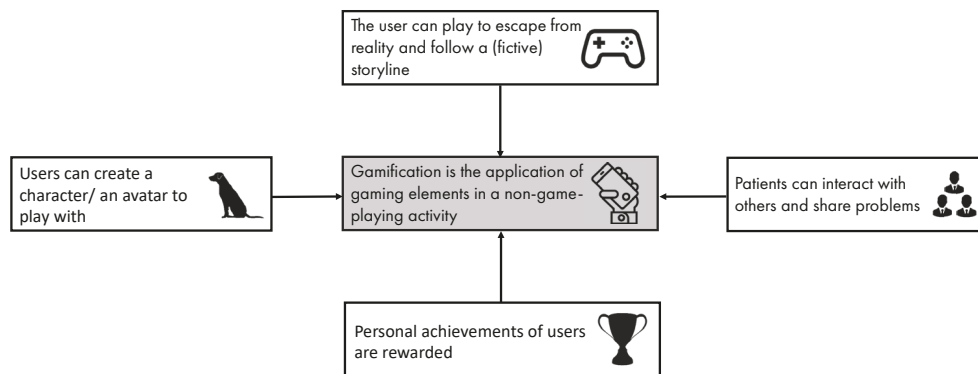 The user can play to escape from
reality and follow a (fictive)
storyline
Users can create a
character/ an avatar to
play with
Gamification is the application of
gaming elements in a non-game-
playing activity
Patients can interact with
others and share problems
Personal achievements of users
are rewarded